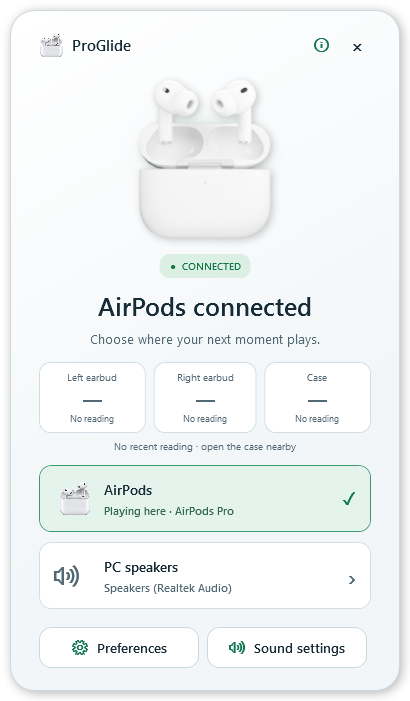 ProGlide
• CONNECTED
AirPods connected
Choose where your next moment plays.
Left earbud
—
No reading
Right earbud
—
No reading
Case
—
No reading
No recent reading · open the case nearby
AirPods
Playing here · AirPods Pro
PC speakers
Speakers (Realtek Audio)
Preferences
Sound settings